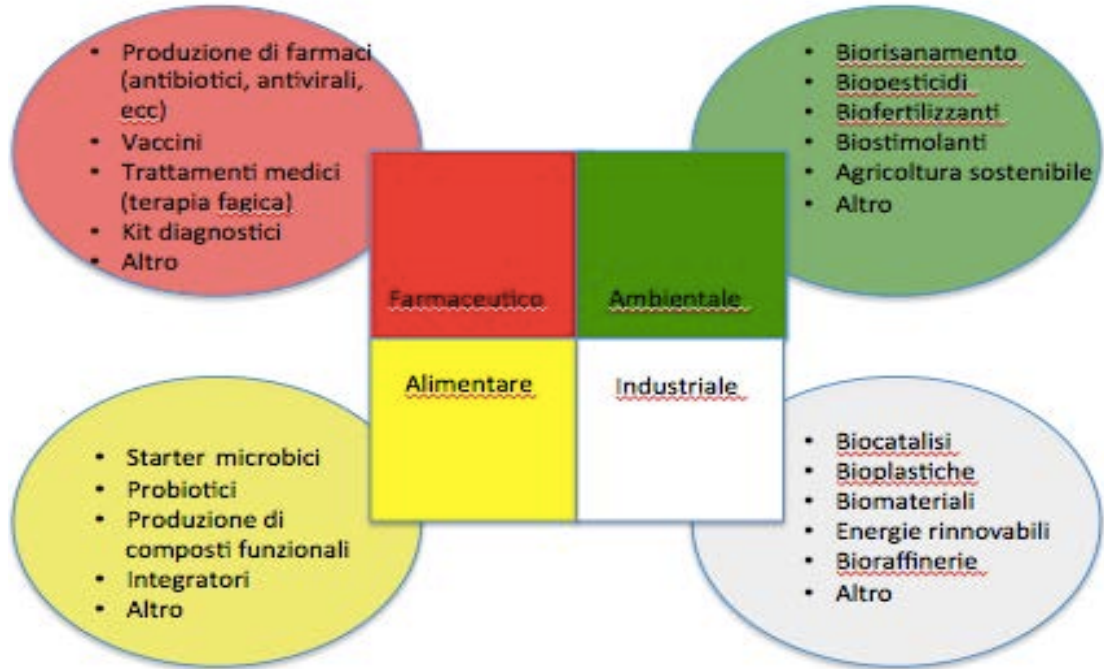 • Produzione di farmaci
(antibiotici, antivirali,
ecc)
• Vaccini
• Trattamenti medici
(terapia fagica)
• Kit diagnostici
• Altro
• Biorisanamento
• Biopesticidi
• Biofertilizzanti
• Biostimolanti
• Agricoltura sostenibile
• Altro
Farmaceutico
Ambientale
Alimentare
Industriale
• Starter microbici
• Probiotici
• Produzione di
composti funzionali
• Integratori
• Altro
• Biocatalisi
• Bioplastiche
• Biomateriali
• Energie rinnovabili
• Bioraffinerie
• Altro